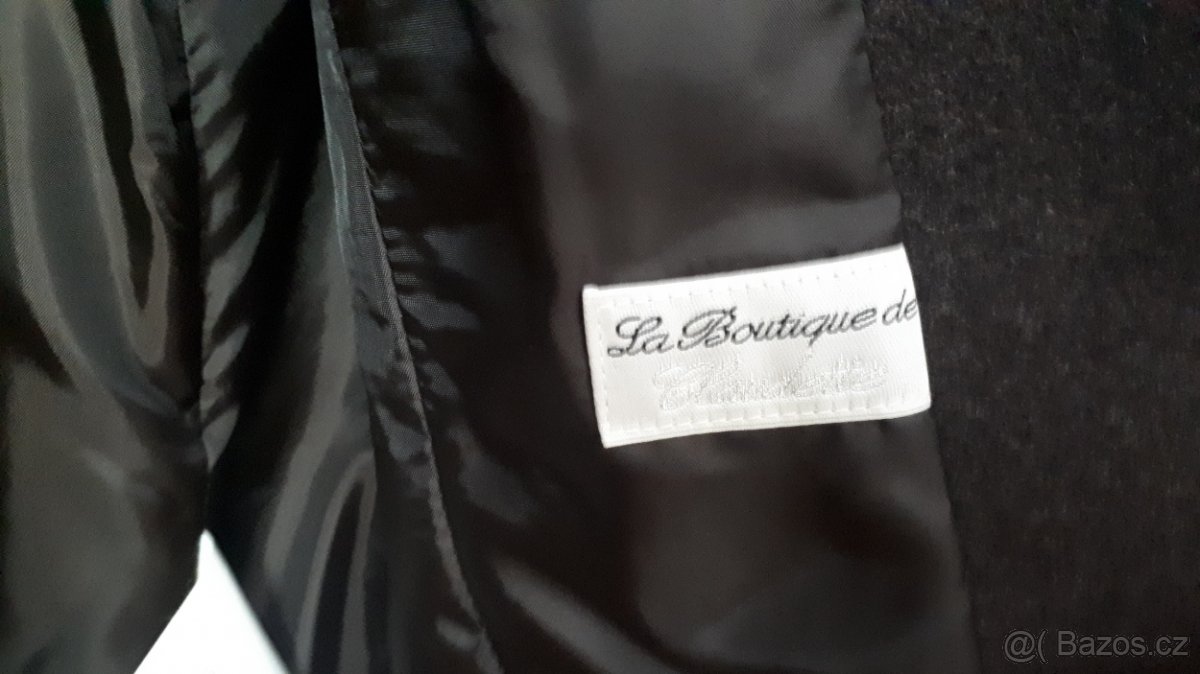 La Boutique de
@( Bazos.cz